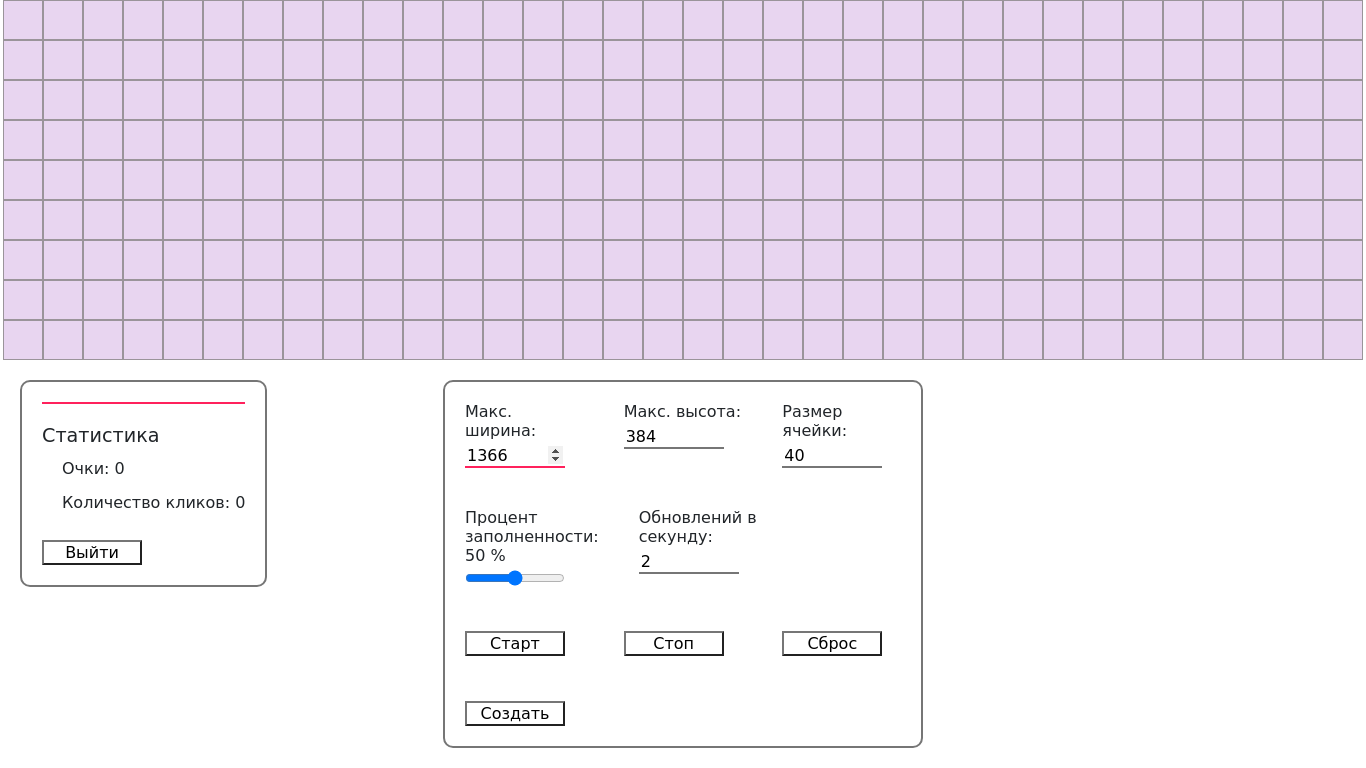 Статистика
Очки: 0
Количество кликов: 0
Выйти
Макс.
ширина:
1366
Макс. высота:
384
Размер
ячейки:
40
Процент
заполненности:
50 %
Обновлений в
секунду:
2
Старт
Стоп
Сброс
Создать